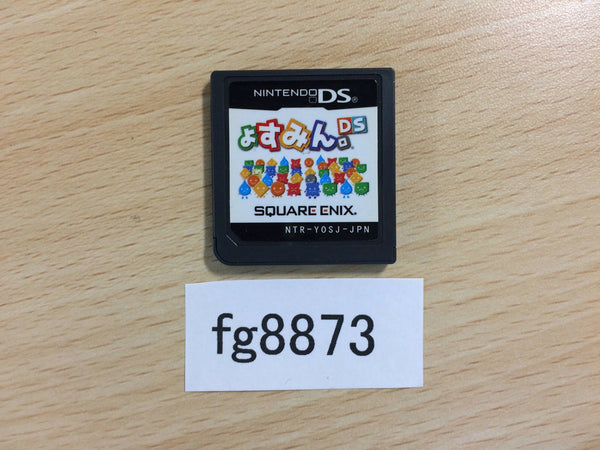 NINTENDO DS®
よすみん。DS
SQUARE ENIX®
NTR-YOSJ-JPN
fg8873